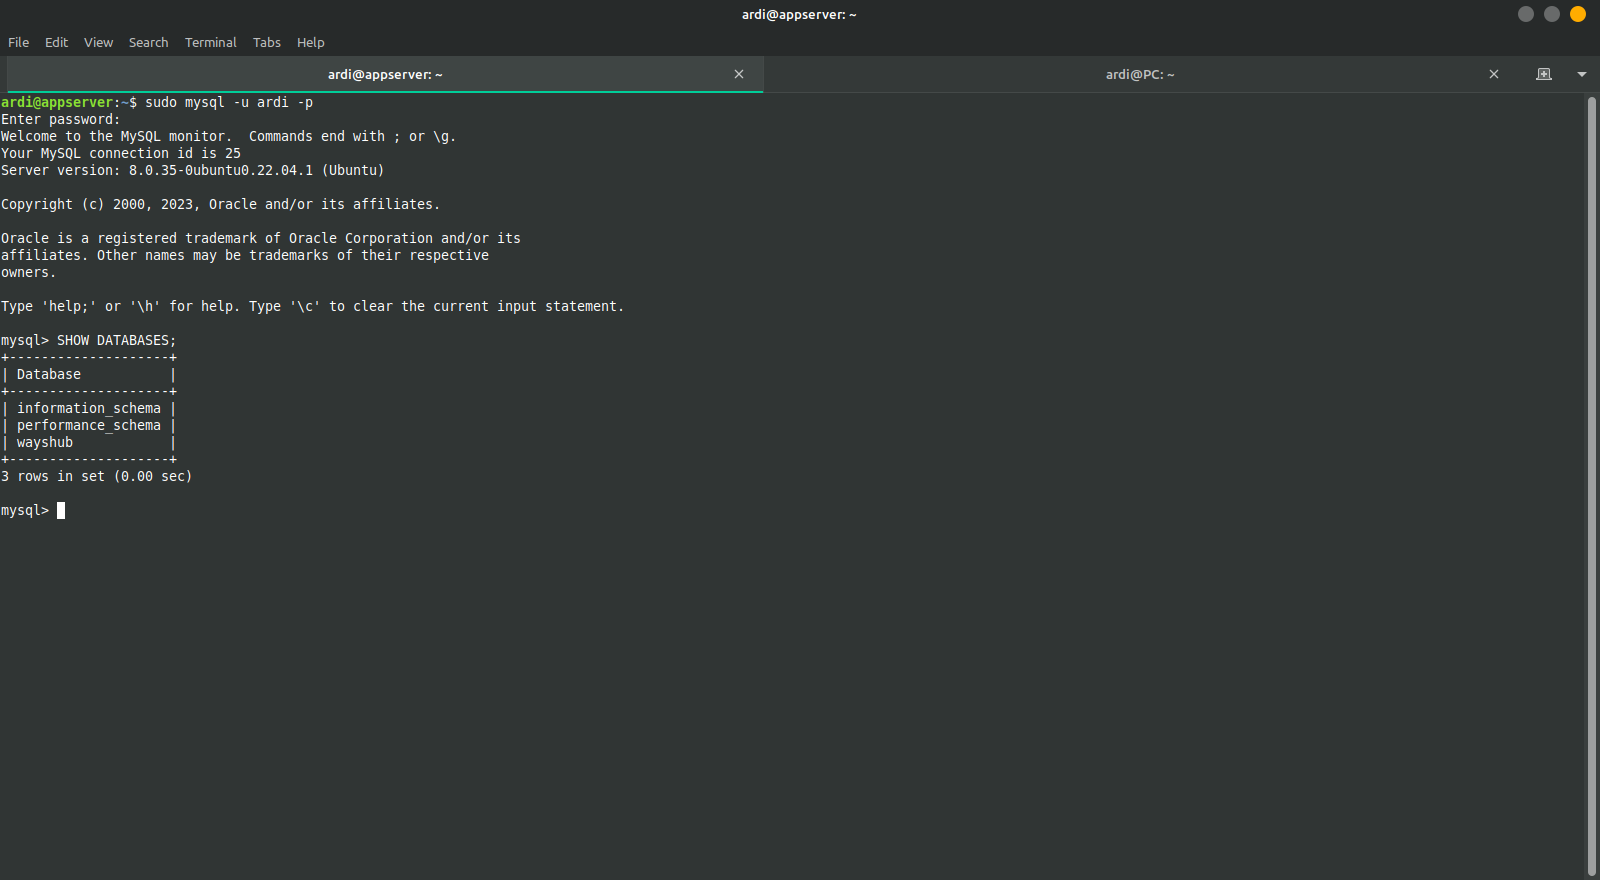 ardi@appserver: ~
File Edit View Search Terminal Tabs Help
ardi@appserver: ~ × ardi@PC: ~ ×
ardi@appserver:~$ sudo mysql -u ardi -p
Enter password:
Welcome to the MySQL monitor.  Commands end with ; or \g.
Your MySQL connection id is 25
Server version: 8.0.35-0ubuntu0.22.04.1 (Ubuntu)
Copyright (c) 2000, 2023, Oracle and/or its affiliates.
Oracle is a registered trademark of Oracle Corporation and/or its
affiliates. Other names may be trademarks of their respective
owners.
Type 'help;' or '\h' for help. Type '\c' to clear the current input statement.
mysql> SHOW DATABASES;
+--------------------+
| Database           |
+--------------------+
| information_schema |
| performance_schema |
| wayshub            |
+--------------------+
3 rows in set (0.00 sec)
mysql>